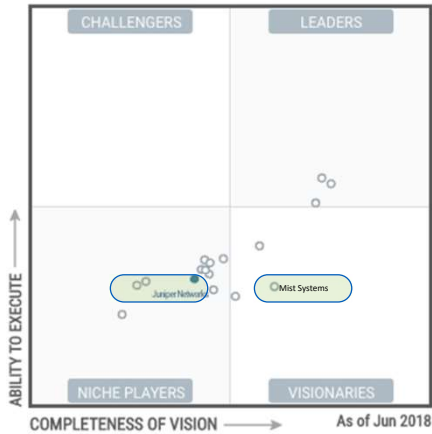 CHALLENGERS
LEADERS
ABILITY TO EXECUTE
Juniper Networks
Mist Systems
NICHE PLAYERS
VISIONARIES
COMPLETENESS OF VISION
As of Jun 2018